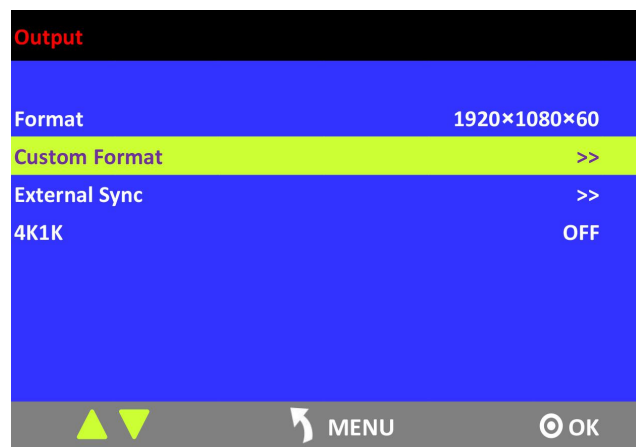 Output
Format 1920×1080×60
Custom Format >>
External Sync >>
4K1K OFF
MENU OK